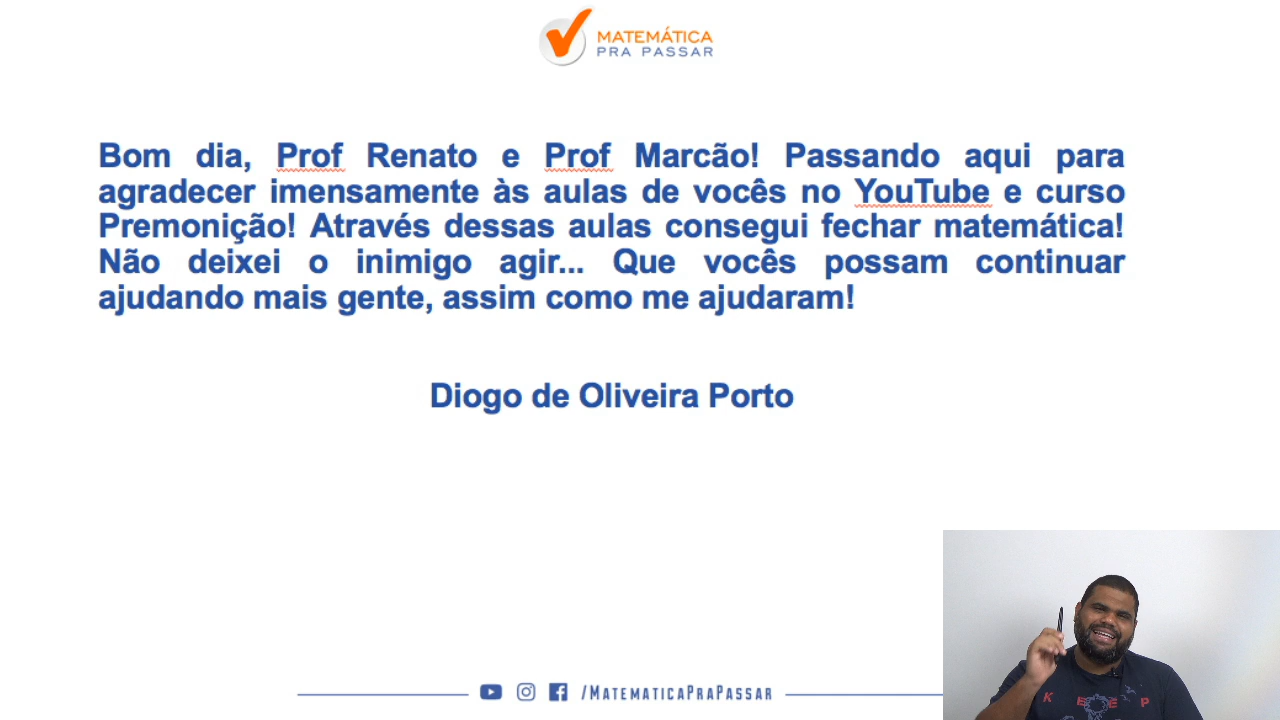 MATEMÁTICA
PRA PASSAR
Bom dia, Prof Renato e Prof Marcão! Passando aqui para
agradecer imensamente às aulas de vocês no YouTube e curso
Premonição! Através dessas aulas consegui fechar matemática!
Não deixei o inimigo agir... Que vocês possam continuar
ajudando mais gente, assim como me ajudaram!
Diogo de Oliveira Porto
/MATEMATICAPRAPASSAR
KEEP